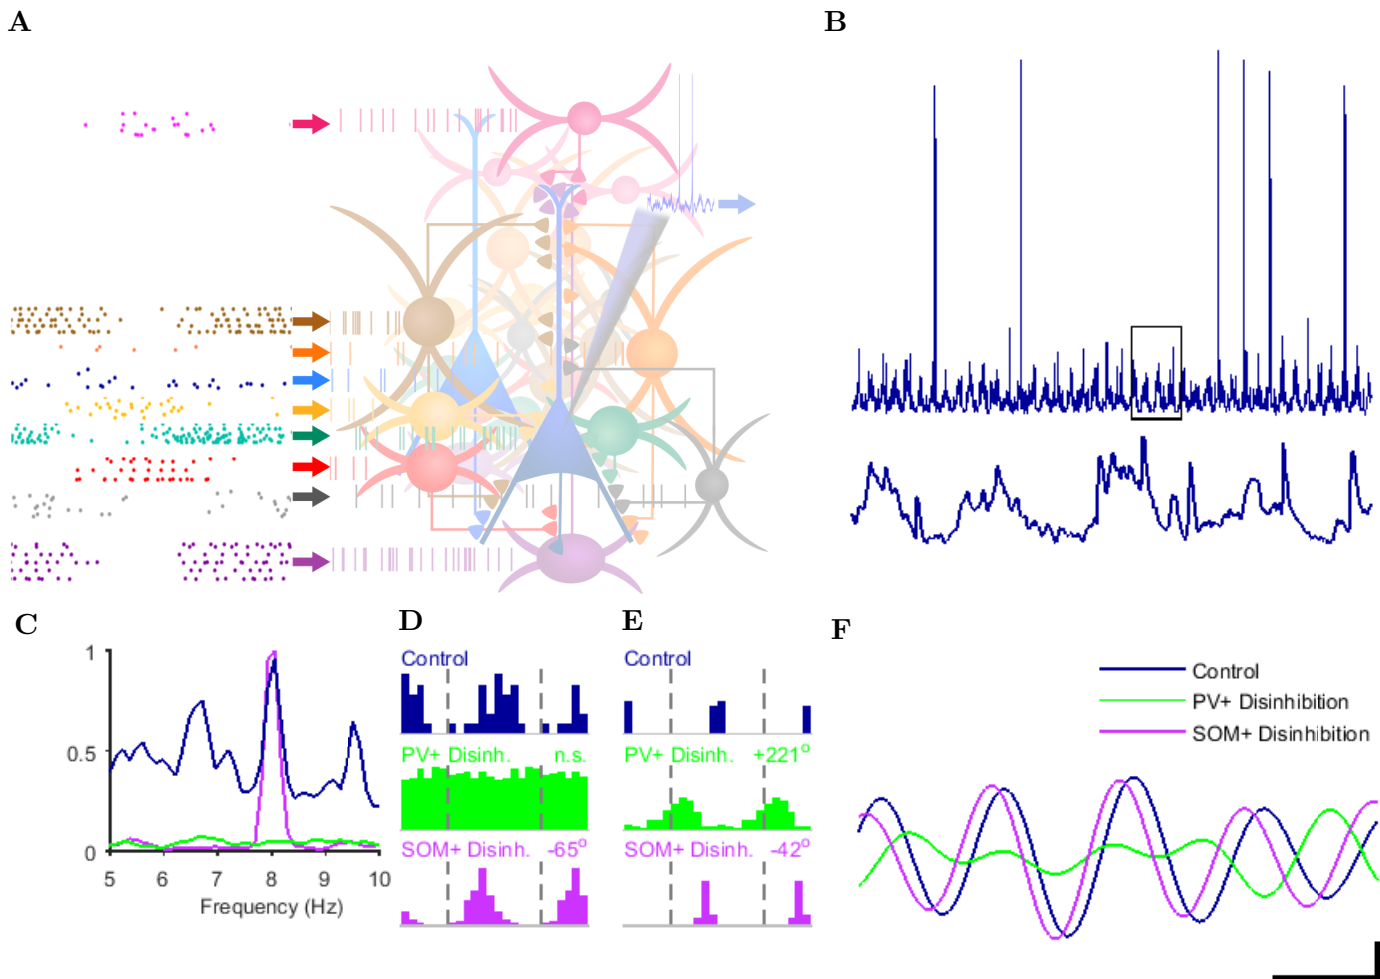 A
B
C
1
0.5
0
5 6 7 8 9 10
Frequency (Hz)
D
Control
PV+ Disinh. n.s.
SOM+ Disinh. -65°
E
Control
PV+ Disinh. +221°
SOM+ Disinh. -42°
F
Control
PV+ Disinhibition
SOM+ Disinhibition